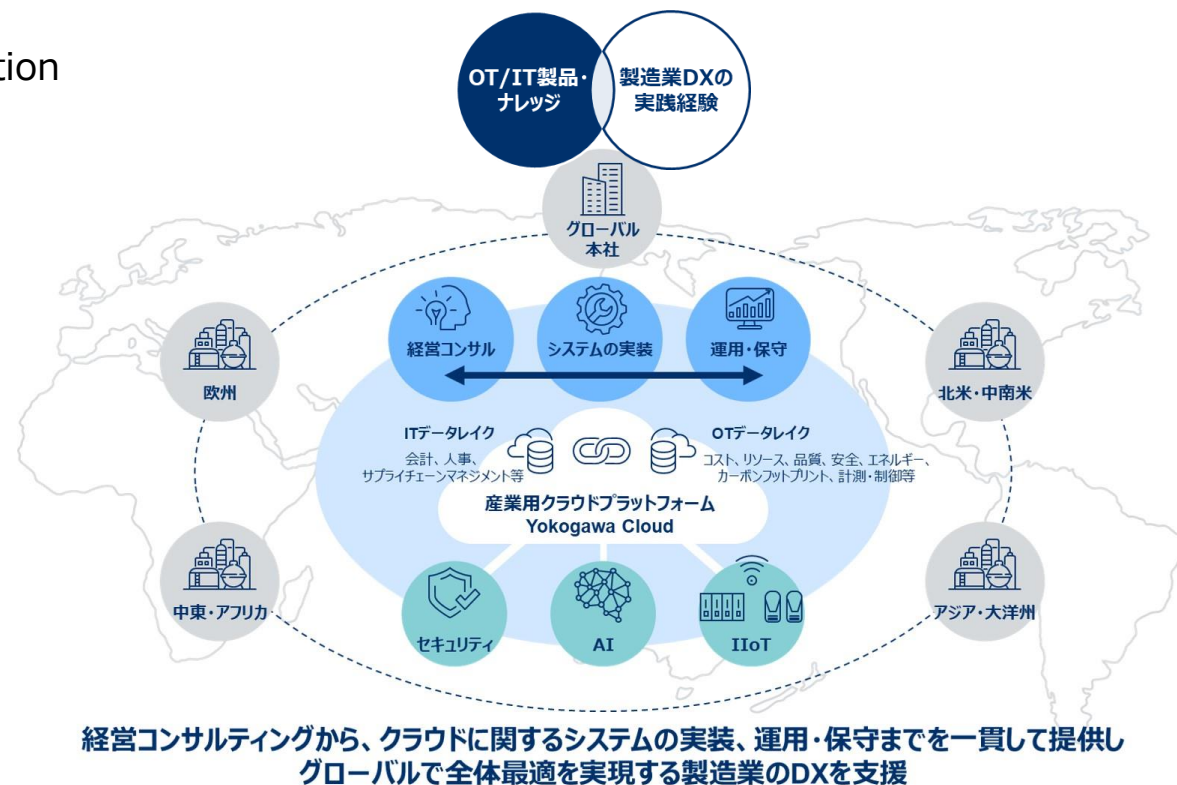 tion
OT/IT製品・
ナレッジ
製造業DXの
実践経験
グローバル
本社
経営コンサル
システムの実装
運用・保守
欧州
北米・中南米
ITデータレイク
会計、人事、
サプライチェーンマネジメント等
OTデータレイク
コスト、リソース、品質、安全、エネルギー、
カーボンフットプリント、計測・制御等
産業用クラウドプラットフォーム
Yokogawa Cloud
中東・アフリカ
アジア・大洋州
セキュリティ
AI
IIoT
経営コンサルティングから、クラウドに関するシステムの実装、運用・保守までを一貫して提供し
グローバルで全体最適を実現する製造業のDXを支援